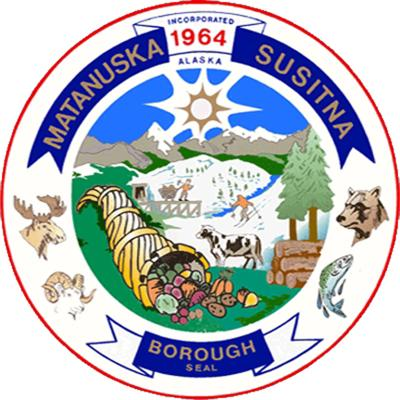 INCORPORATED
1964
ALASKA
MATANUSKA SUSITNA
BOROUGH
SEAL